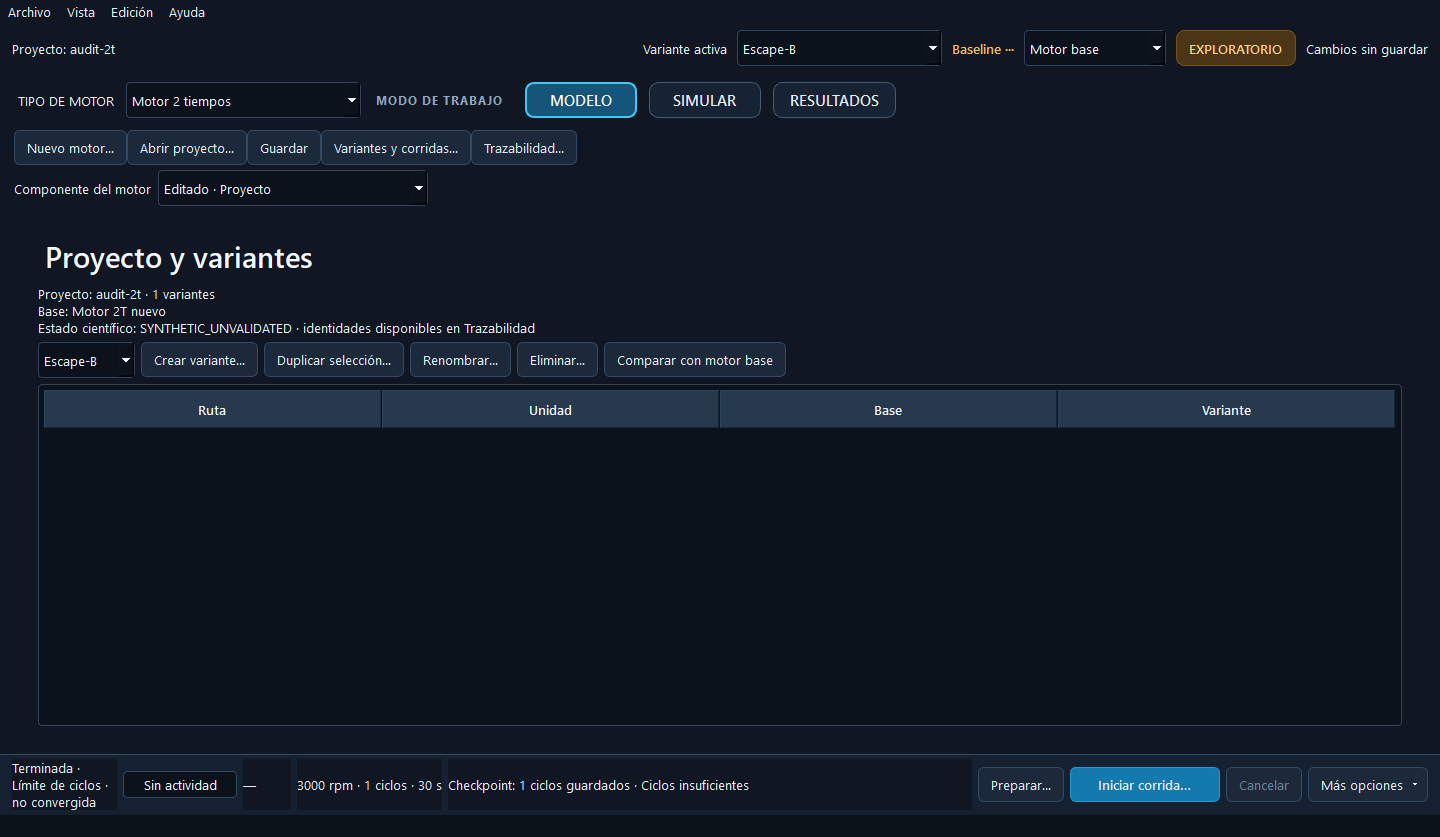 Archivo Vista Edición Ayuda
Proyecto: audit-2t Variante activa Escape-B Baseline ··· Motor base EXPLORATORIO Cambios sin guardar
TIPO DE MOTOR Motor 2 tiempos MODO DE TRABAJO MODELO SIMULAR RESULTADOS
Nuevo motor... Abrir proyecto... Guardar Variantes y corridas... Trazabilidad...
Componente del motor Editado · Proyecto
Proyecto y variantes
Proyecto: audit-2t · 1 variantes
Base: Motor 2T nuevo
Estado científico: SYNTHETIC_UNVALIDATED · identidades disponibles en Trazabilidad
Escape-B Crear variante... Duplicar selección... Renombrar... Eliminar... Comparar con motor base
Ruta Unidad Base Variante
Terminada ·
Límite de ciclos ·
no convergida
Sin actividad — 3000 rpm · 1 ciclos · 30 s Checkpoint: 1 ciclos guardados · Ciclos insuficientes Preparar... Iniciar corrida... Cancelar Más opciones